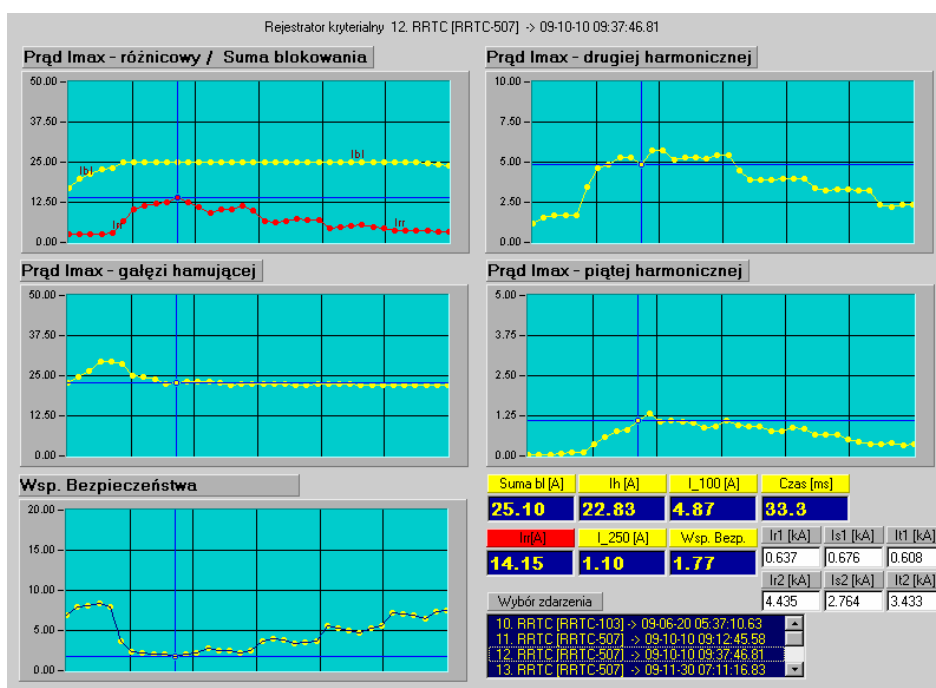 Rejestrator kryterialny 12. RRTC [RRTC-507] -> 09-10-10 09:37:46.81
Prąd Imax - różnicowy / Suma blokowania
50.00
37.50
25.00
12.50
0.00
Ibl
Ibl
Irr
Irr
Prąd Imax - drugiej harmonicznej
10.00
7.50
5.00
2.50
0.00
Prąd Imax - gałęzi hamującej
50.00
37.50
25.00
12.50
0.00
Prąd Imax - piątej harmonicznej
5.00
3.75
2.50
1.25
0.00
Wsp. Bezpieczeństwa
20.00
15.00
10.00
5.00
0.00
Suma bl [A] Ih [A] I_100 [A] Czas [ms]
25.10 22.83 4.87 33.3
Irr[A] I_250 [A] Wsp. Bezp. Ir1 [kA] Is1 [kA] It1 [kA]
14.15 1.10 1.77 0.637 0.676 0.608
Ir2 [kA] Is2 [kA] It2 [kA]
4.435 2.764 3.433
Wybór zdarzenia
10. RRTC [RRTC-103] -> 09-06-20 05:37:10.63
11. RRTC [RRTC-507] -> 09-10-10 09:12:45.58
12. RRTC [RRTC-507] -> 09-10-10 09:37:46.81
13. RRTC [RRTC-507] -> 09-11-30 07:11:16.83